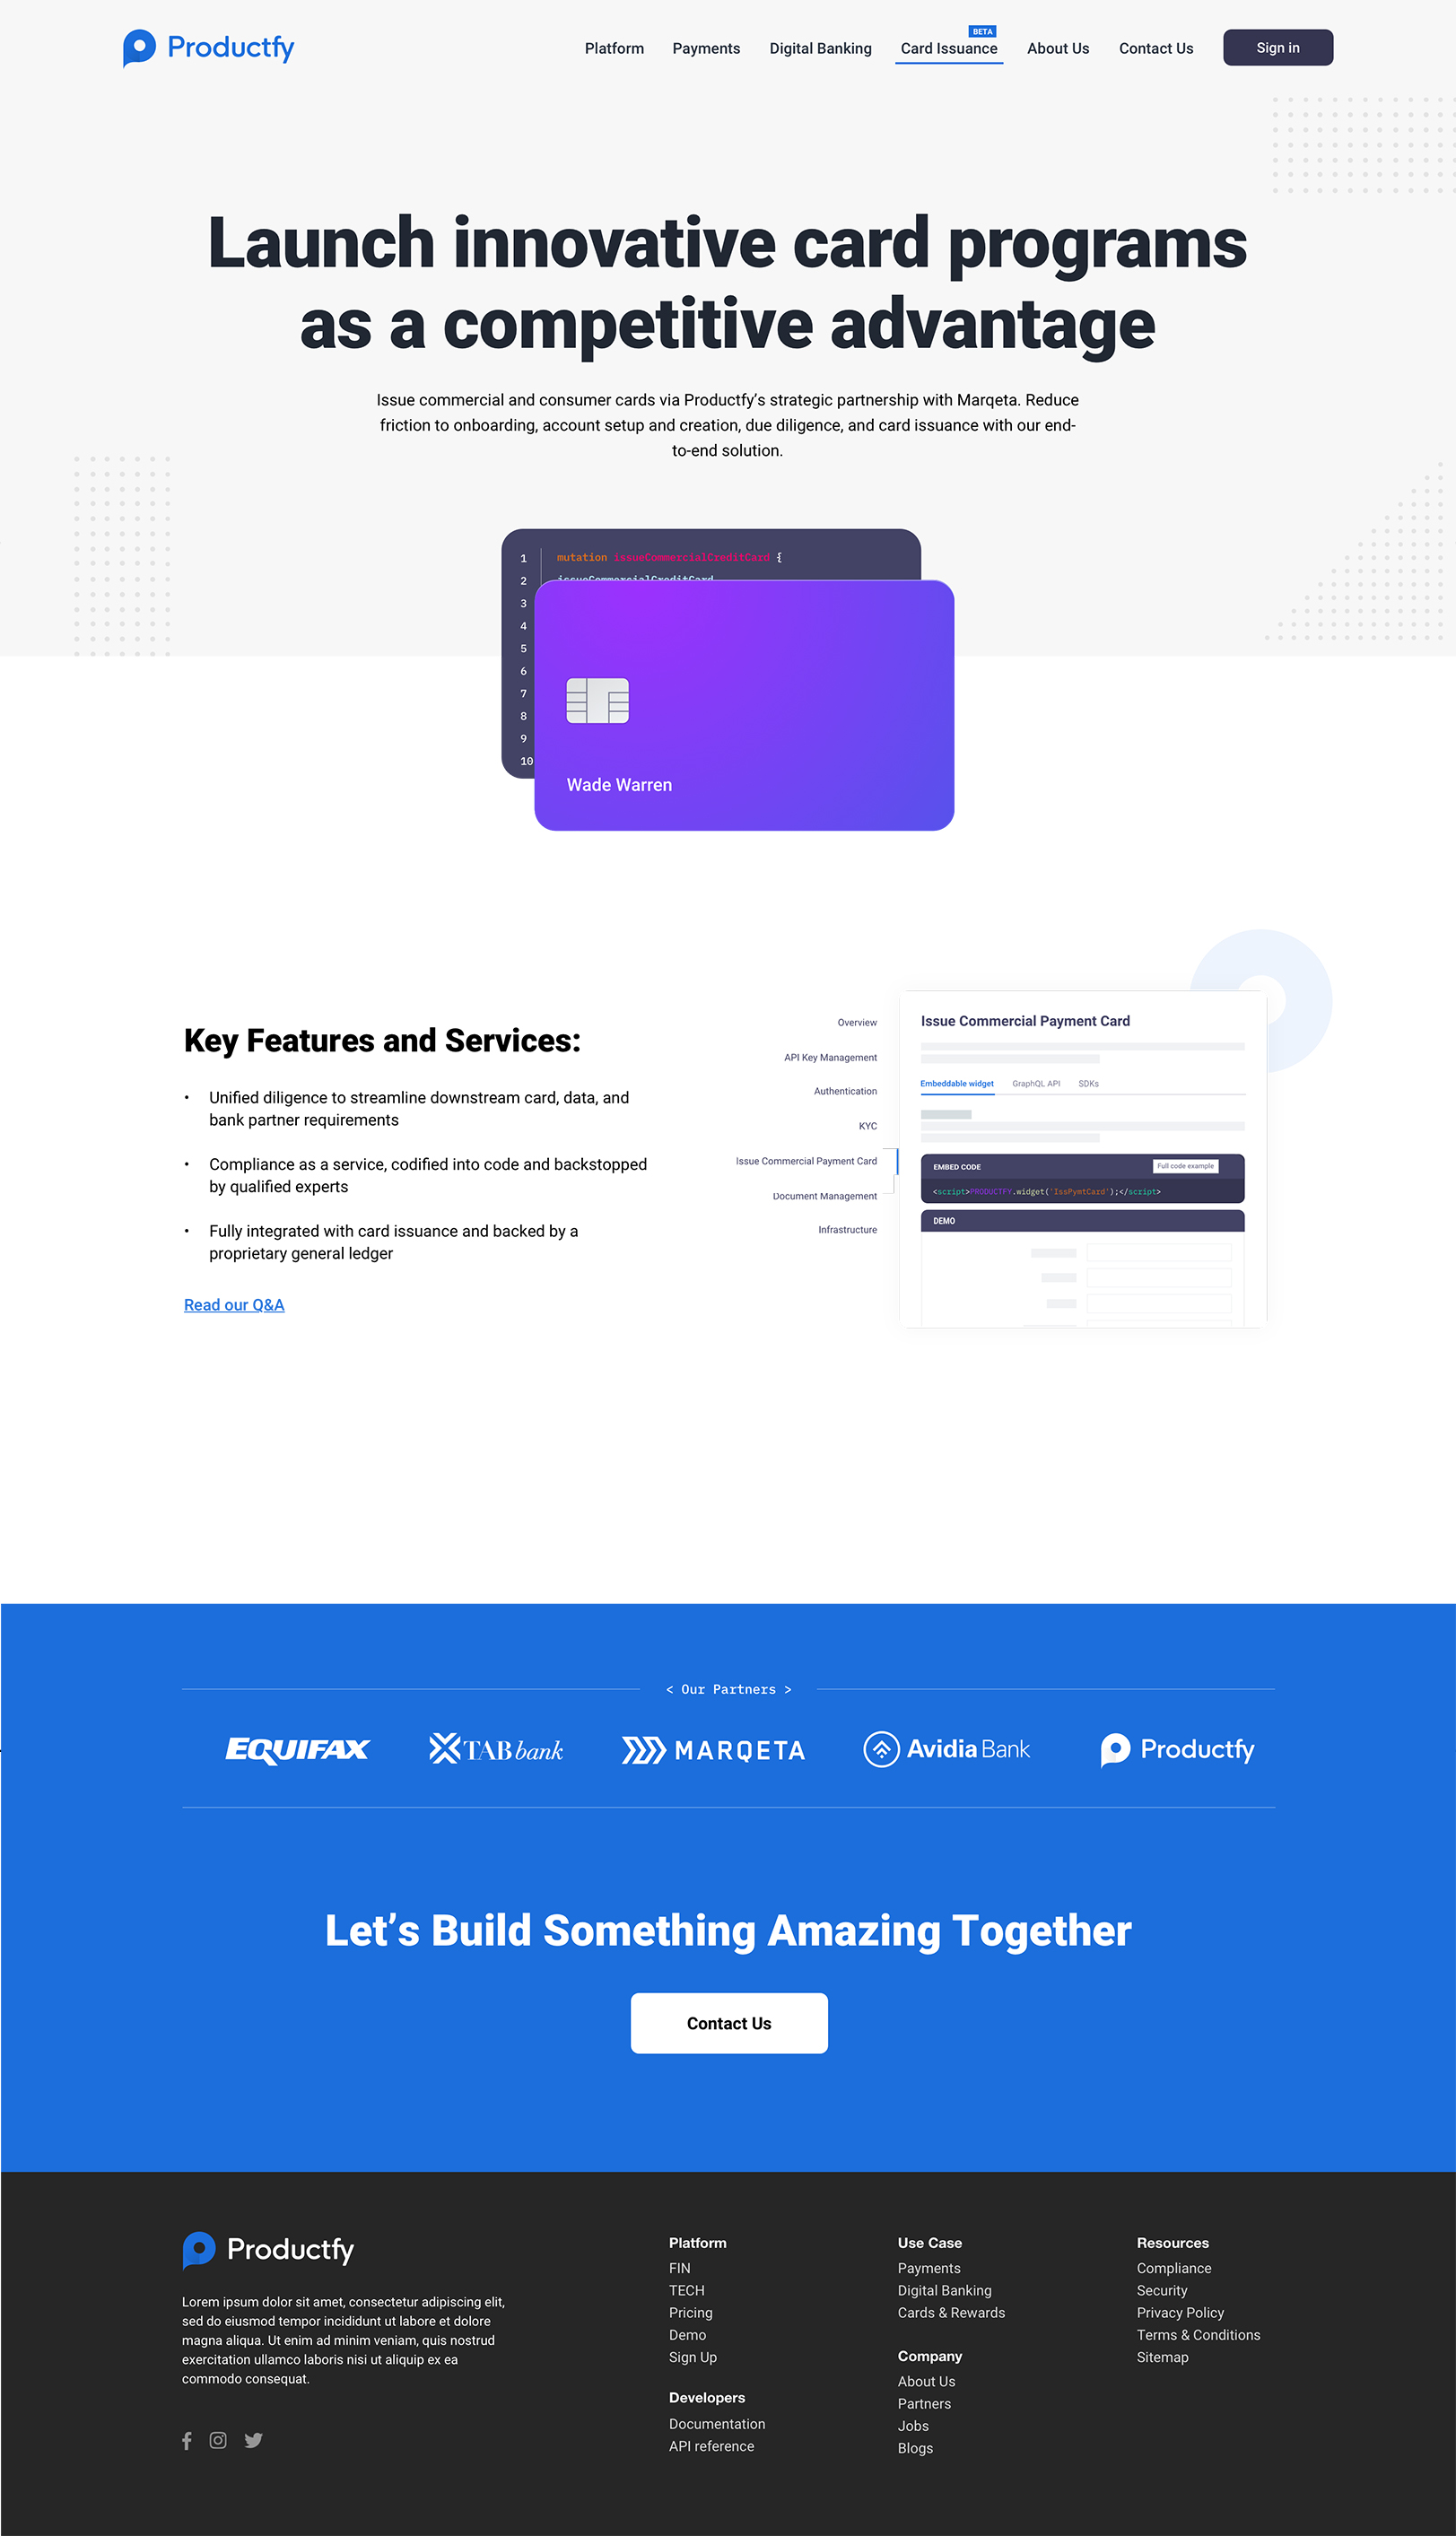 Productfy
Platform
Payments
Digital Banking
BETA
Card Issuance
About Us
Contact Us
Sign in
Launch innovative card programs
as a competitive advantage
Issue commercial and consumer cards via Productfy’s strategic partnership with Marqeta. Reduce
friction to onboarding, account setup and creation, due diligence, and card issuance with our end-
to-end solution.
1 mutation issueCommercialCreditCard {
2 issueCommercialCreditCard
3
4
5
6
7
8
9
10
Wade Warren
Key Features and Services:
• Unified diligence to streamline downstream card, data, and
bank partner requirements
• Compliance as a service, codified into code and backstopped
by qualified experts
• Fully integrated with card issuance and backed by a
proprietary general ledger
Read our Q&A
Overview
API Key Management
Authentication
KYC
Issue Commercial Payment Card
Document Management
Infrastructure
Issue Commercial Payment Card
Embeddable widget
GraphQL API
SDKs
EMBED CODE
Full code example
<script>PRODUCTFY.widget('IssPymtCard');</script>
DEMO
< Our Partners >
EQUIFAX
TAB bank
MARQETA
Avidia Bank
Productfy
Let’s Build Something Amazing Together
Contact Us
Productfy
Lorem ipsum dolor sit amet, consectetur adipiscing elit,
sed do eiusmod tempor incididunt ut labore et dolore
magna aliqua. Ut enim ad minim veniam, quis nostrud
exercitation ullamco laboris nisi ut aliquip ex ea
commodo consequat.
Platform
FIN
TECH
Pricing
Demo
Sign Up
Developers
Documentation
API reference
Use Case
Payments
Digital Banking
Cards & Rewards
Company
About Us
Partners
Jobs
Blogs
Resources
Compliance
Security
Privacy Policy
Terms & Conditions
Sitemap